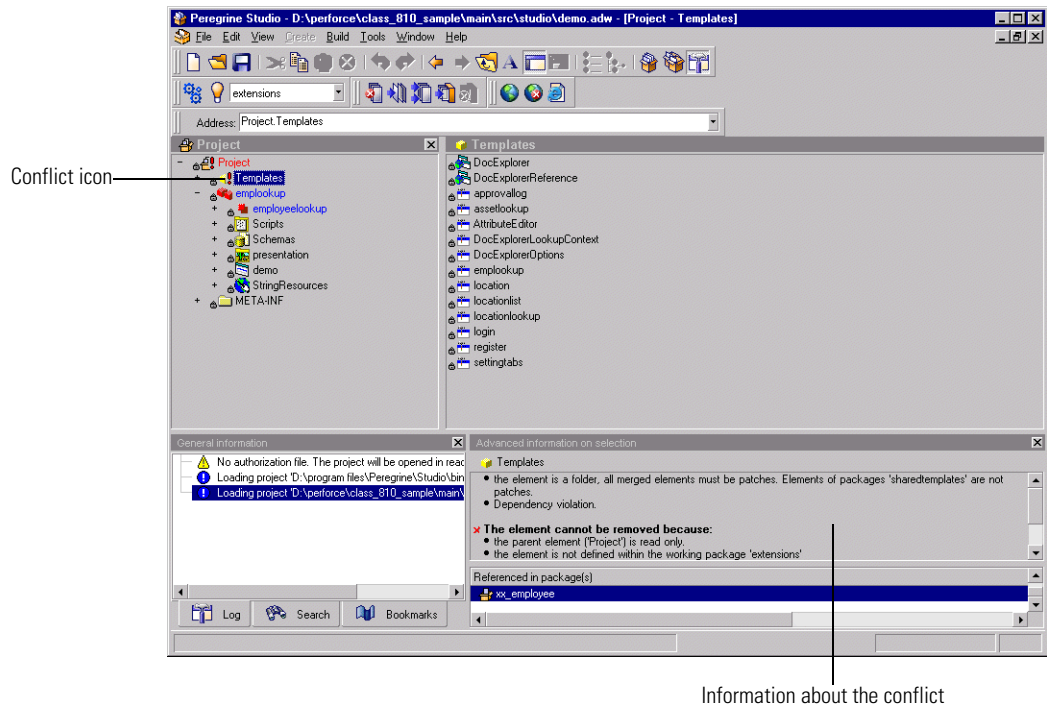 Peregrine Studio - D:\perforce\class_810_sample\main\src\studio\demo.adw - [Project - Templates]
File Edit View Create Build Tools Window Help
extensions
Address: Project.Templates
Project
Templates
Project
Templates
emplookup
employeelookup
Scripts
Schemas
presentation
demo
StringResources
META-INF
DocExplorer
DocExplorerReference
approvallog
assetlookup
AttributeEditor
DocExplorerLookupContext
DocExplorerOptions
emplookup
location
locationlist
locationlookup
login
register
settingtabs
Conflict icon
General information
No authorization file. The project will be opened in reac
Loading project 'D:\program files\Peregrine\Studio\bin
Loading project 'D:\perforce\class_810_sample\main\
Log Search Bookmarks
Advanced information on selection
Templates
• the element is a folder, all merged elements must be patches. Elements of packages 'sharedtemplates' are not
patches.
• Dependency violation.
The element cannot be removed because:
• the parent element ('Project') is read only.
• the element is not defined within the working package 'extensions'
Referenced in package(s)
xx_employee
Information about the conflict